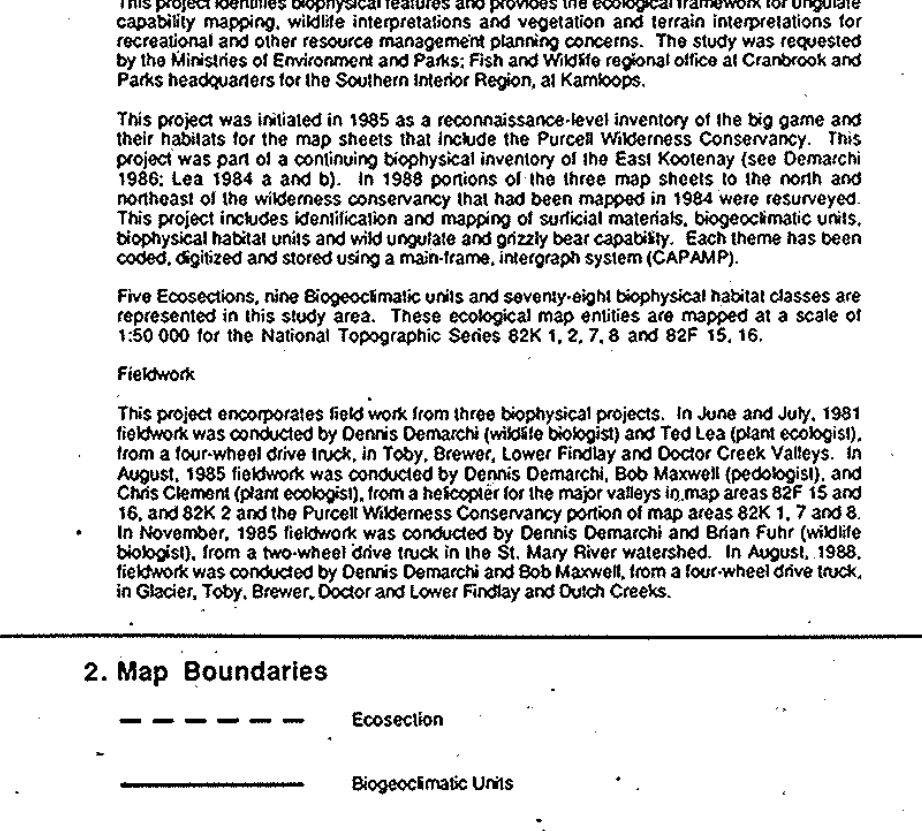 This project identifies biophysical features and provides the ecological framework for ungulate
capability mapping, wildlife interpretations and vegetation and terrain interpretations for
recreational and other resource management planning concerns. The study was requested
by the Ministries of Environment and Parks; Fish and Wildlife regional office at Cranbrook and
Parks headquarters for the Southern Interior Region, at Kamloops.
This project was initiated in 1985 as a reconnaissance-level inventory of the big game and
their habitats for the map sheets that include the Purcell Wilderness Conservancy. This
project was part of a continuing biophysical inventory of the East Kootenay (see Demarchi
1986; Lea 1984 a and b). In 1988 portions of the three map sheets to the north and
northeast of the wilderness conservancy that had been mapped in 1984 were resurveyed.
This project includes identification and mapping of surficial materials, biogeoclimatic units,
biophysical habitat units and wild ungulate and grizzly bear capability. Each theme has been
coded, digitized and stored using a main-frame, intergraph system (CAPAMP).
Five Ecosections, nine Biogeoclimatic units and seventy-eight biophysical habitat classes are
represented in this study area. These ecological map entities are mapped at a scale of
1:50 000 for the National Topographic Series 82K 1, 2, 7, 8 and 82F 15, 16.
Fieldwork
This project encorporates field work from three biophysical projects. In June and July, 1981
fieldwork was conducted by Dennis Demarchi (wildlife biologist) and Ted Lea (plant ecologist),
from a four-wheel drive truck, in Toby, Brewer, Lower Findlay and Doctor Creek Valleys. In
August, 1985 fieldwork was conducted by Dennis Demarchi, Bob Maxwell (pedologist), and
Chris Clement (plant ecologist), from a helicopter for the major valleys in map areas 82F 15 and
16, and 82K 2 and the Purcell Wilderness Conservancy portion of map areas 82K 1, 7 and 8.
In November, 1985 fieldwork was conducted by Dennis Demarchi and Brian Fuhr (wildlife
biologist), from a two-wheel drive truck in the St. Mary River watershed. In August, 1988,
fieldwork was conducted by Dennis Demarchi and Bob Maxwell, from a four-wheel drive truck,
in Glacier, Toby, Brewer, Doctor and Lower Findlay and Dutch Creeks.
2. Map Boundaries
Ecosection
Biogeoclimatic Units